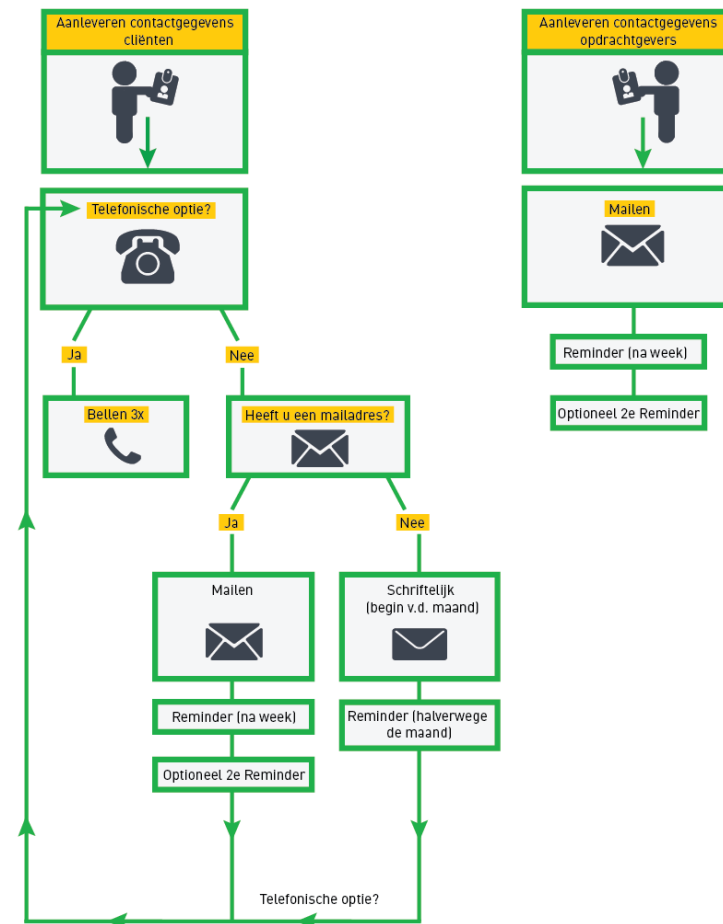 Aanleveren contactgegevens
cliënten
Aanleveren contactgegevens
opdrachtgevers
Telefonische optie?
Mailen
Ja
Nee
Reminder (na week)
Bellen 3x
Heeft u een mailadres?
Optioneel 2e Reminder
Ja
Nee
Mailen
Schriftelijk
(begin v.d. maand)
Reminder (na week)
Reminder (halverwege
de maand)
Optioneel 2e Reminder
Telefonische optie?